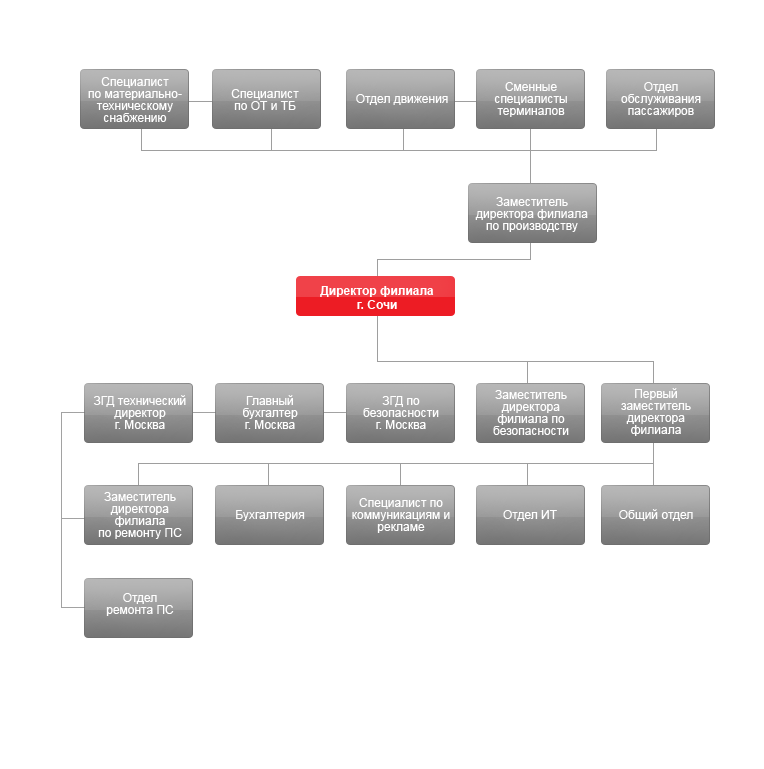 Специалист
по материально-
техническому
снабжению
Специалист
по ОТ и ТБ
Отдел движения
Сменные
специалисты
терминалов
Отдел
обслуживания
пассажиров
Заместитель
директора филиала
по производству
Директор филиала
г. Сочи
ЗГД технический
директор
г. Москва
Главный
бухгалтер
г. Москва
ЗГД по
безопасности
г. Москва
Заместитель
директора
филиала по
безопасности
Первый
заместитель
директора
филиала
Заместитель
директора
филиала
по ремонту ПС
Бухгалтерия
Специалист по
коммуникациям и
рекламе
Отдел ИТ
Общий отдел
Отдел
ремонта ПС